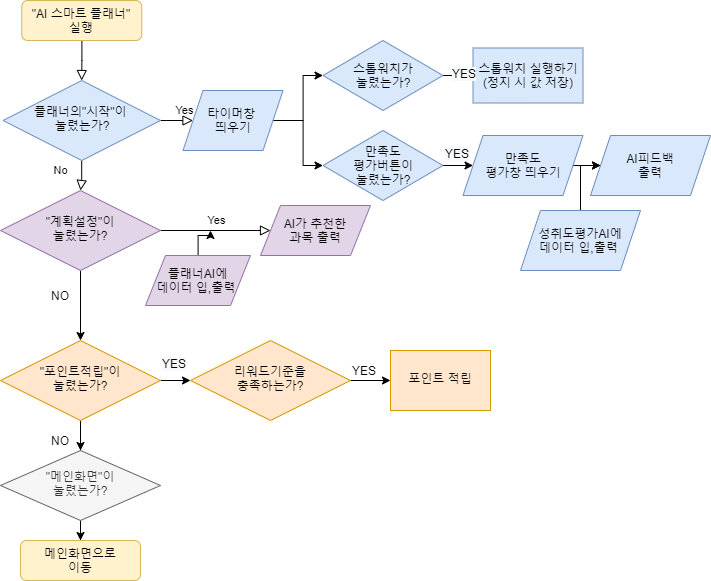 "AI 스마트 플래너"
실행
플래너의"시작"이
눌렸는가?
Yes
타이머창
띄우기
스톱워치가
눌렸는가?
YES
스톱워치 실행하기
(정지 시 값 저장)
만족도
평가버튼이
눌렸는가?
YES
만족도
평가창 띄우기
AI피드백
출력
성취도평가AI에
데이터 입,출력
No
"계획설정"이
눌렸는가?
Yes
AI가 추천한
과목 출력
플래너AI에
데이터 입,출력
NO
"포인트적립"이
눌렸는가?
YES
리워드기준을
충족하는가?
YES
포인트 적립
NO
"메인화면"이
눌렸는가?
메인화면으로
이동